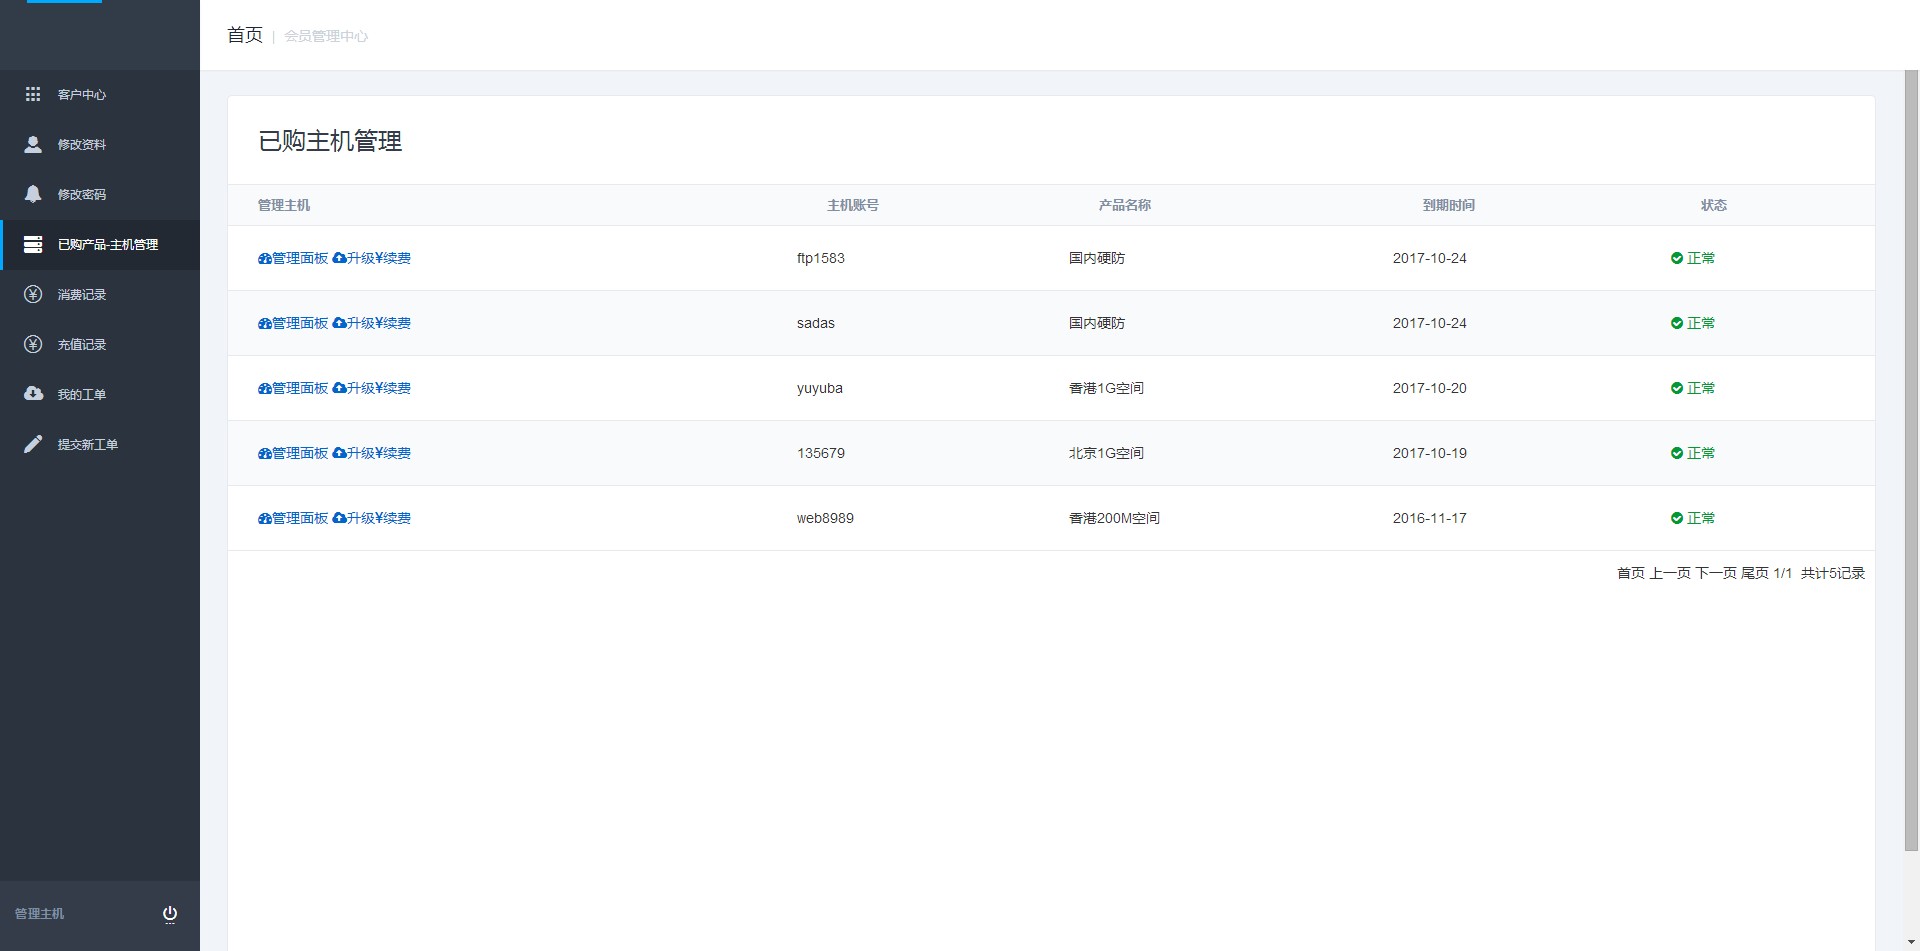 首页 | 会员管理中心
客户中心
修改资料
修改密码
已购产品-主机管理
消费记录
充值记录
我的工单
提交新工单
管理主机
已购主机管理
管理主机 主机账号 产品名称 到期时间 状态
管理面板 升级¥续费 ftp1583 国内硬防 2017-10-24 正常
管理面板 升级¥续费 sadas 国内硬防 2017-10-24 正常
管理面板 升级¥续费 yuyuba 香港1G空间 2017-10-20 正常
管理面板 升级¥续费 135679 北京1G空间 2017-10-19 正常
管理面板 升级¥续费 web8989 香港200M空间 2016-11-17 正常
首页 上一页 下一页 尾页 1/1 共计5记录